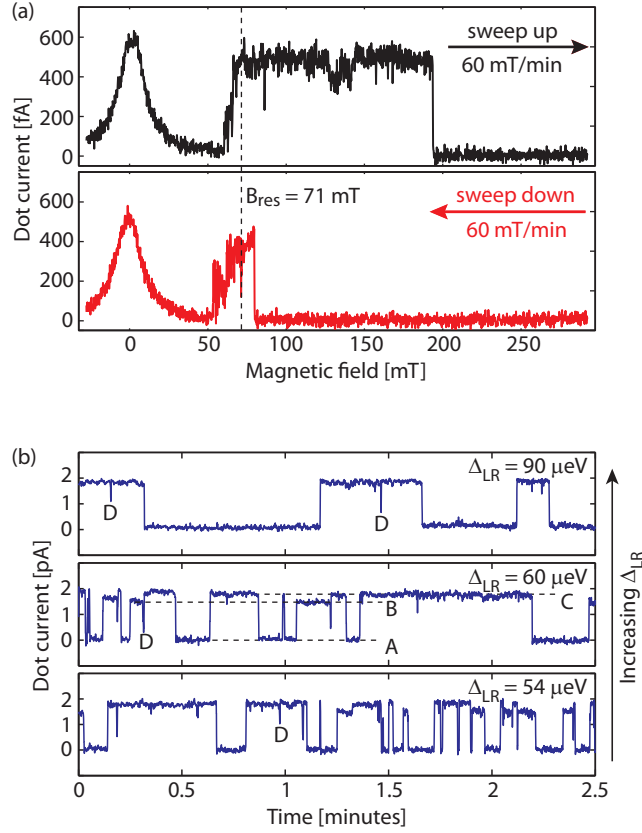 (a)
Dot current [fA]
600
400
200
0
sweep up
60 mT/min
B_res = 71 mT
600
400
200
0
sweep down
60 mT/min
0 50 100 150 200 250
Magnetic field [mT]
(b)
Dot current [pA]
2
1
0
D
D
Δ_LR = 90 μeV
2
1
0
D
B
A
C
Δ_LR = 60 μeV
2
1
0
D
Δ_LR = 54 μeV
Increasing Δ_LR
0 0.5 1 1.5 2 2.5
Time [minutes]